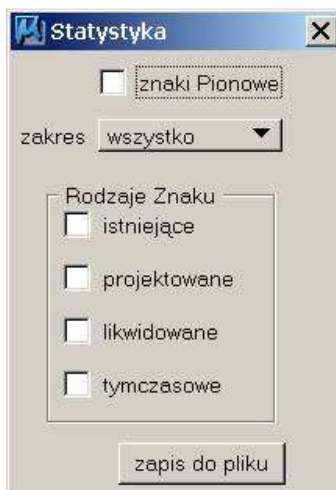 Statystyka
znaki Pionowe
zakres wszystko
Rodzaje Znaku
istniejące
projektowane
likwidowane
tymczasowe
zapis do pliku